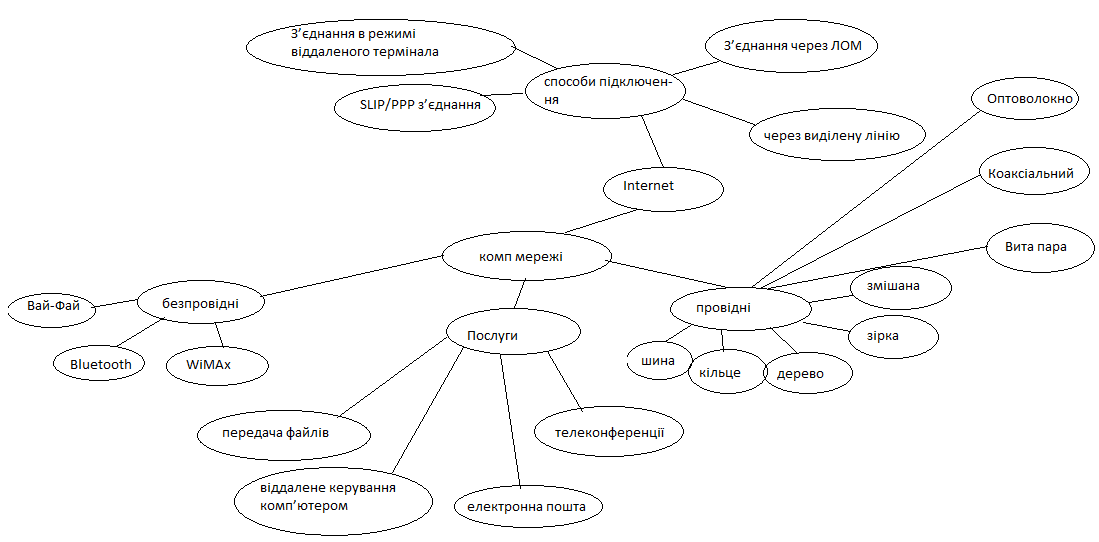 З’єднання в режимі
віддаленого термінала
З’єднання через ЛОМ
способи підключен-
ня
SLIP/PPP з’єднання
Оптоволокно
через виділену лінію
Коаксіальний
Internet
Вита пара
комп мережі
змішана
Вай-Фай
безпровідні
провідні
Послуги
зірка
Bluetooth
WiMAx
шина
кільце
дерево
передача файлів
телеконференції
віддалене керування
комп’ютером
електронна пошта